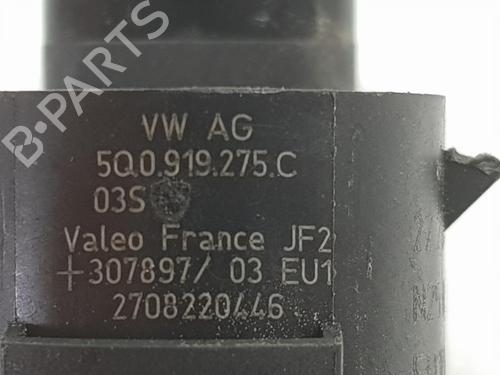 VW AG
5Q0.919.275.C
03S
Valeo France JF2
+307897/ 03 EU1
2708220446
B-PARTS